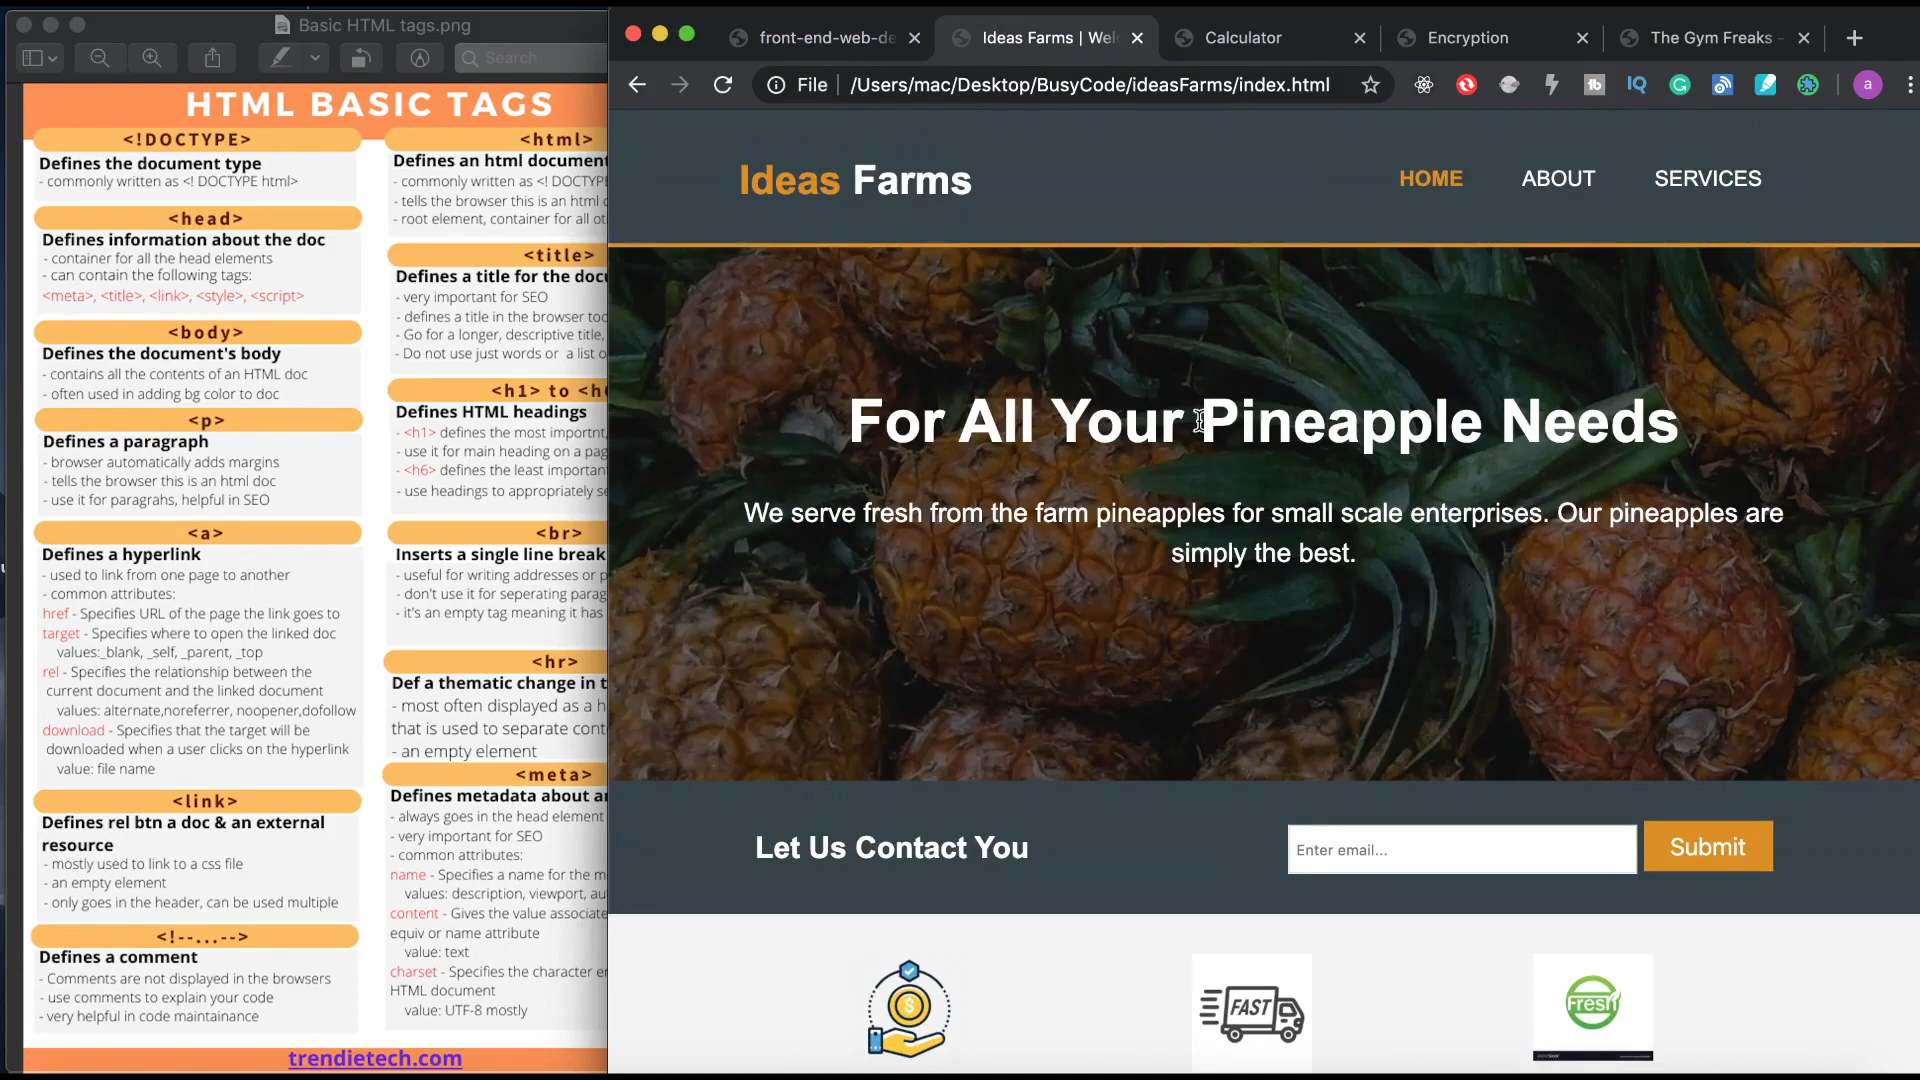 Basic HTML tags.png
Search
HTML BASIC TAGS
<!DOCTYPE>
Defines the document type
- commonly written as <! DOCTYPE html>
<head>
Defines information about the doc
- container for all the head elements
- can contain the following tags:
<meta>, <title>, <link>, <style>, <script>
<body>
Defines the document's body
- contains all the contents of an HTML doc
- often used in adding bg color to doc
<p>
Defines a paragraph
- browser automatically adds margins
- tells the browser this is an html doc
- use it for paragrahs, helpful in SEO
<a>
Defines a hyperlink
- used to link from one page to another
- common attributes:
href - Specifies URL of the page the link goes to
target - Specifies where to open the linked doc
values:_blank, _self, _parent, _top
rel - Specifies the relationship between the
current document and the linked document
values: alternate,noreferrer, noopener,dofollow
download - Specifies that the target will be
downloaded when a user clicks on the hyperlink
value: file name
<link>
Defines rel btn a doc & an external
resource
- mostly used to link to a css file
- an empty element
- only goes in the header, can be used multiple
<!--...-->
Defines a comment
- Comments are not displayed in the browsers
- use comments to explain your code
- very helpful in code maintainance
<html>
Defines an html document
- commonly written as <! DOCTYPE
- tells the browser this is an html
- root element, container for all
<title>
Defines a title for the
- very important for SEO
- defines a title in the browser
- Go for a longer, descriptive title,
- Do not use just words or a list
<h1> to
Defines HTML headings
- <h1> defines the most importnt,
- use it for main heading on a
- <h6> defines the least important
- use headings to appropriately
<br>
Inserts a single line break
- useful for writing addresses or
- don't use it for seperating
- it's an empty tag meaning it has
<hr>
Def a thematic change in
- most often displayed as a
that is used to separate
- an empty element
<meta>
Defines metadata about
- always goes in the head element
- very important for SEO
- common attributes:
name - Specifies a name for the
values: description, viewport,
content - Gives the value
equiv or name attribute
value: text
charset - Specifies the character
HTML document
value: UTF-8 mostly
trendietech.com
front-end-web-de
Ideas Farms | Wel
Calculator
Encryption
The Gym Freaks -
File /Users/mac/Desktop/BusyCode/ideasFarms/index.html
tb
IQ
a
Ideas Farms
HOME
ABOUT
SERVICES
For All Your Pineapple Needs
We serve fresh from the farm pineapples for small scale enterprises. Our pineapples are
simply the best.
Let Us Contact You
Enter email...
Submit
FAST
Fresh